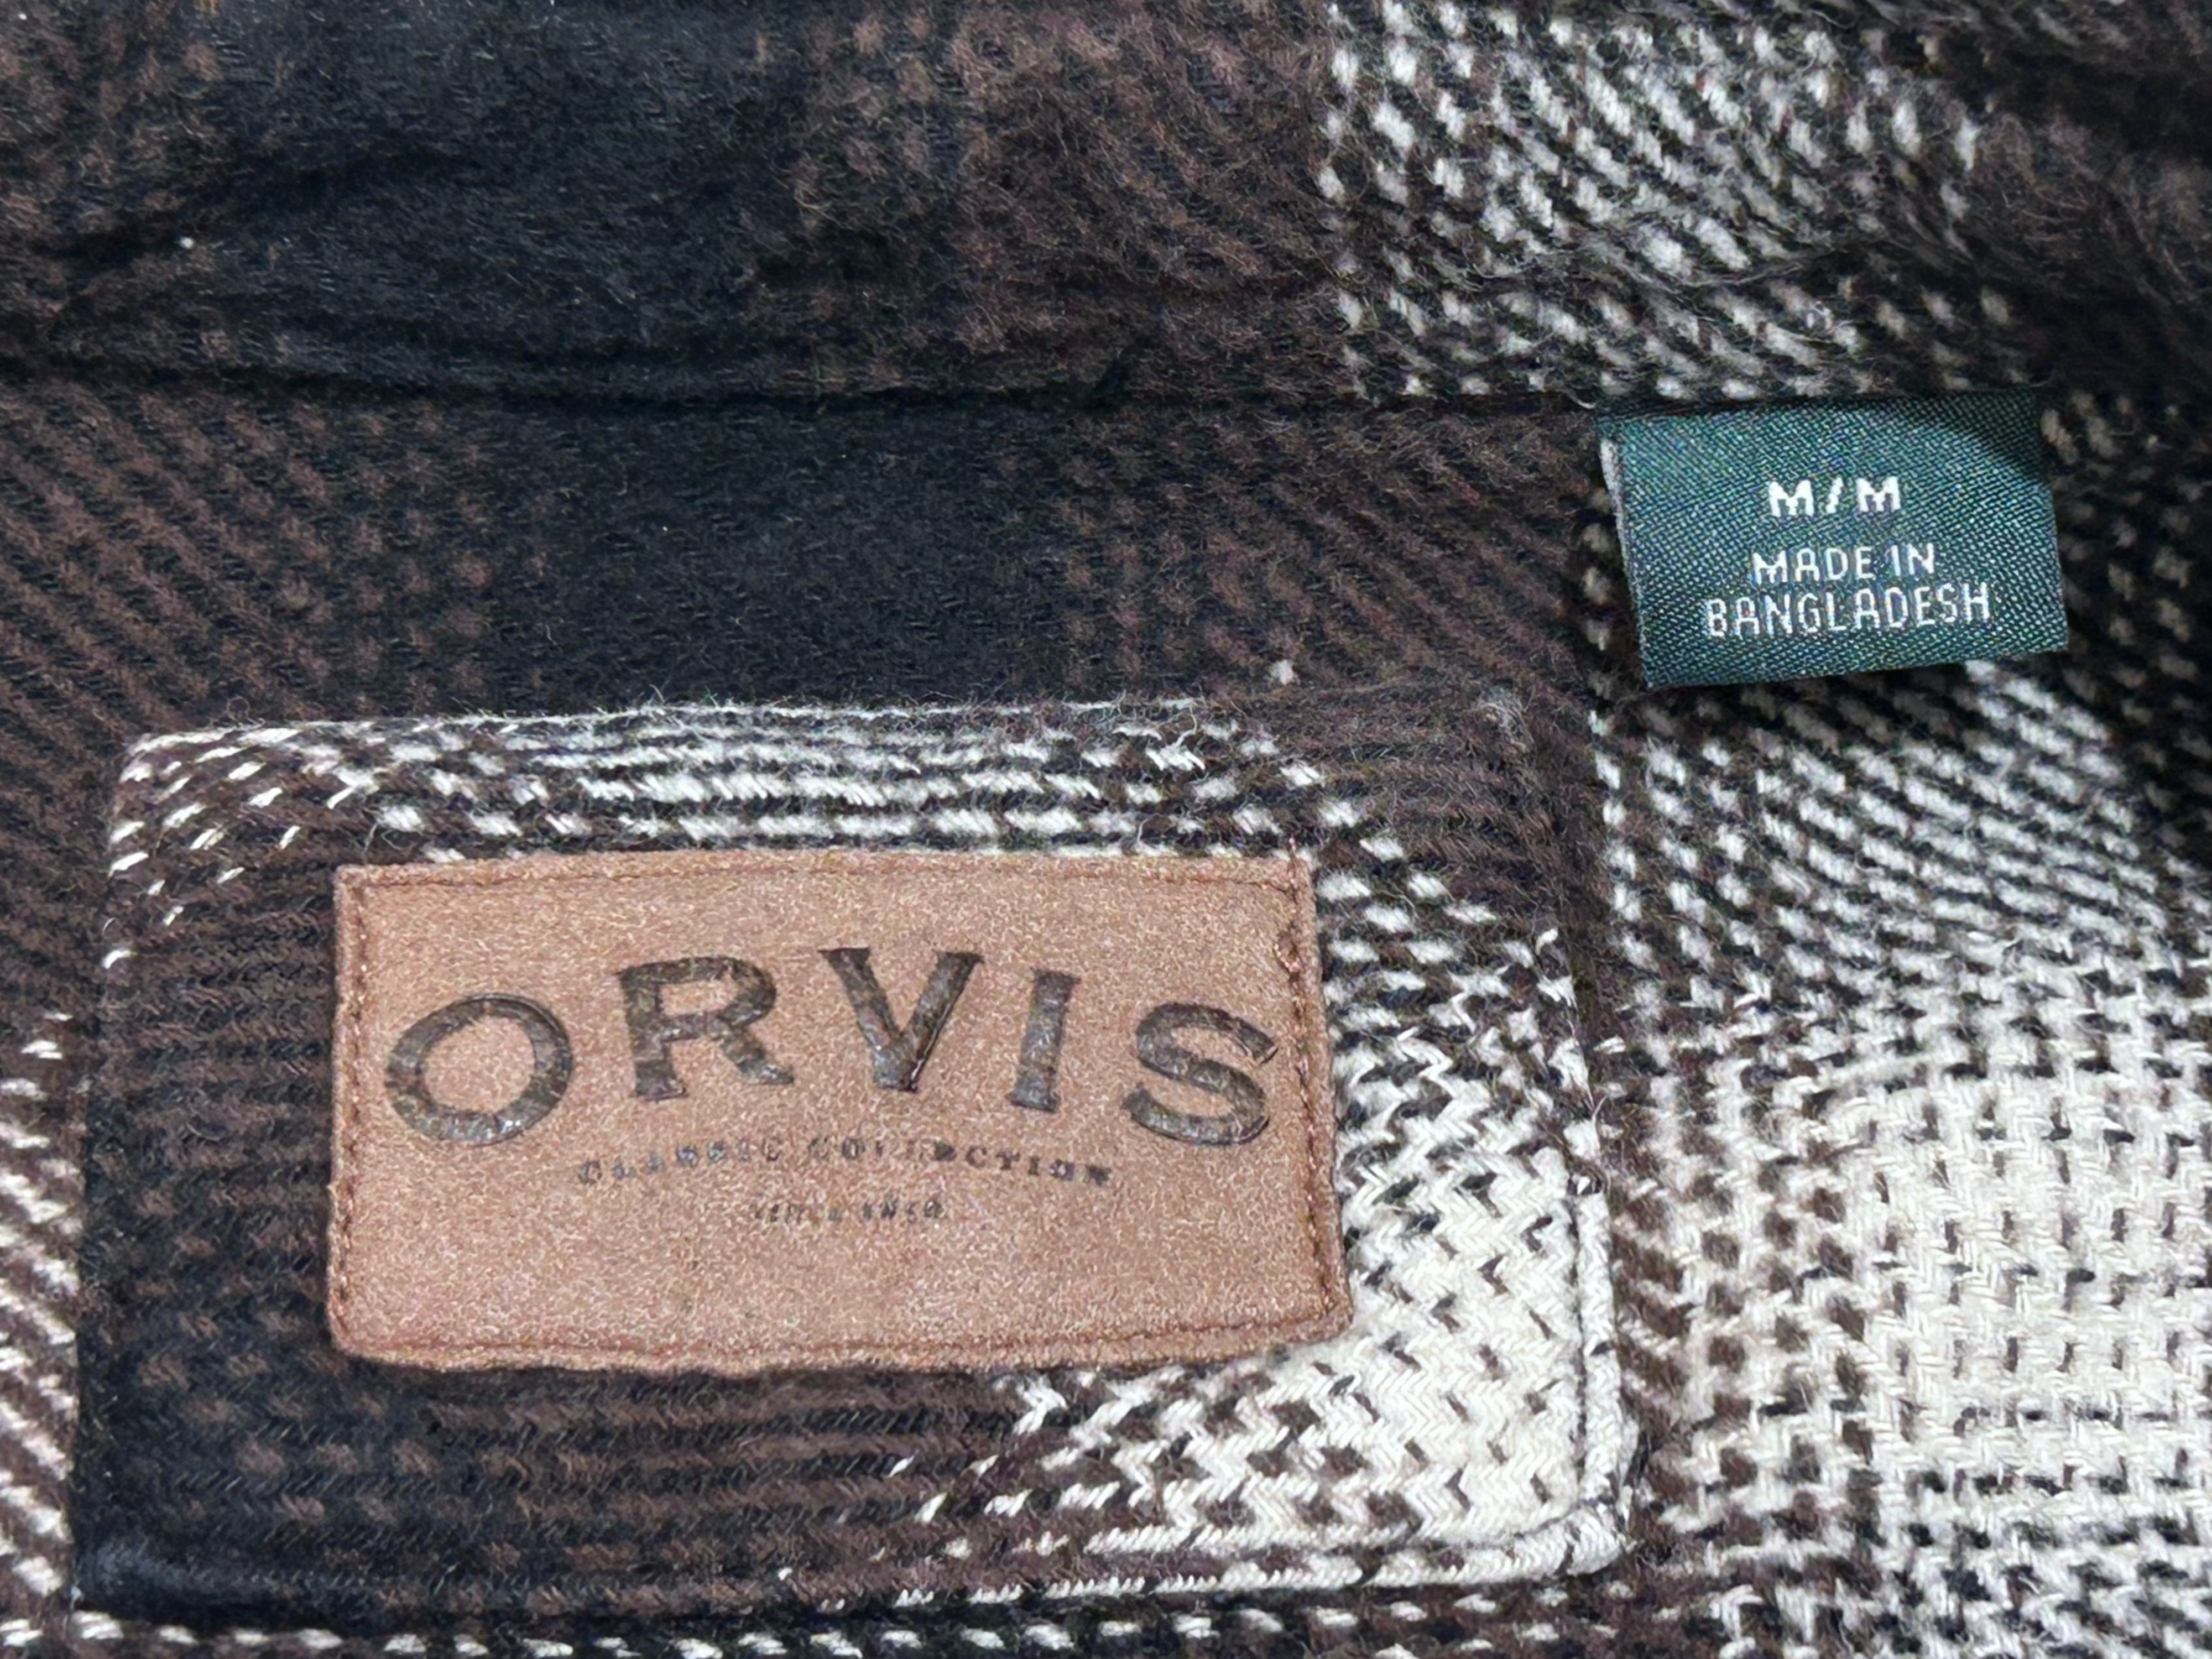 M/M
MADE IN
BANGLADESH
ORVIS
CLASSIC COLLECTION